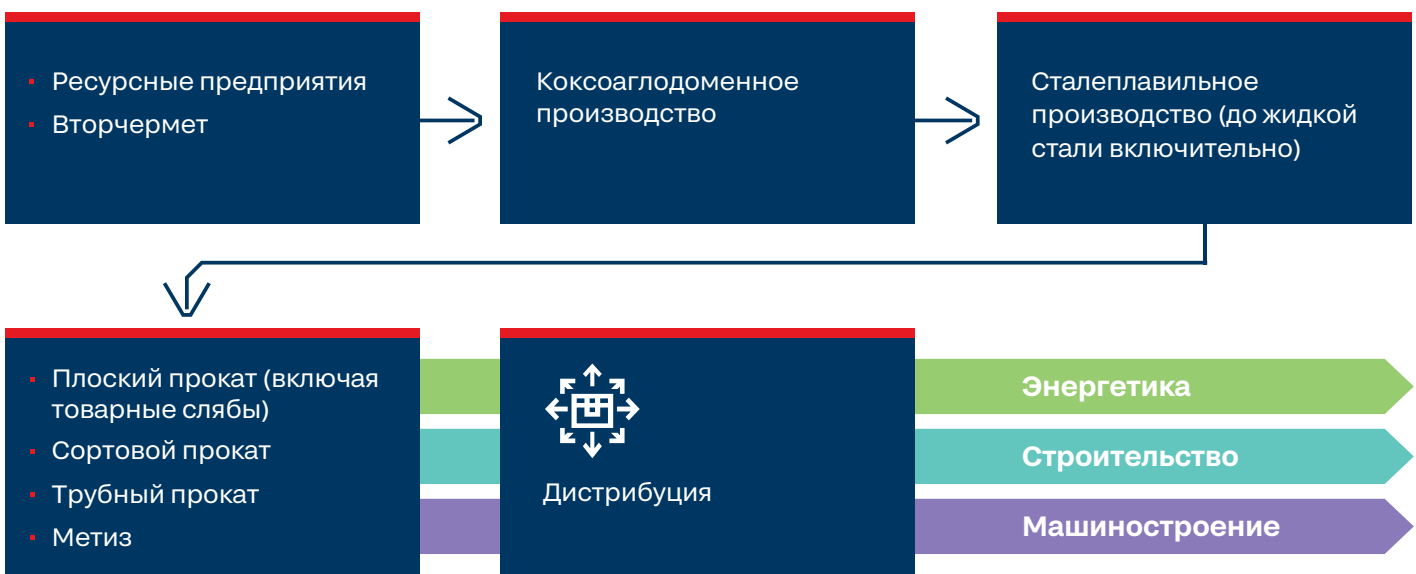 Ресурсные предприятия
Вторчермет
Коксоаглодоменное
производство
Сталеплавильное
производство (до жидкой
стали включительно)
Плоский прокат (включая
товарные слябы)
Сортовой прокат
Трубный прокат
Метиз
Дистрибуция
Энергетика
Строительство
Машиностроение